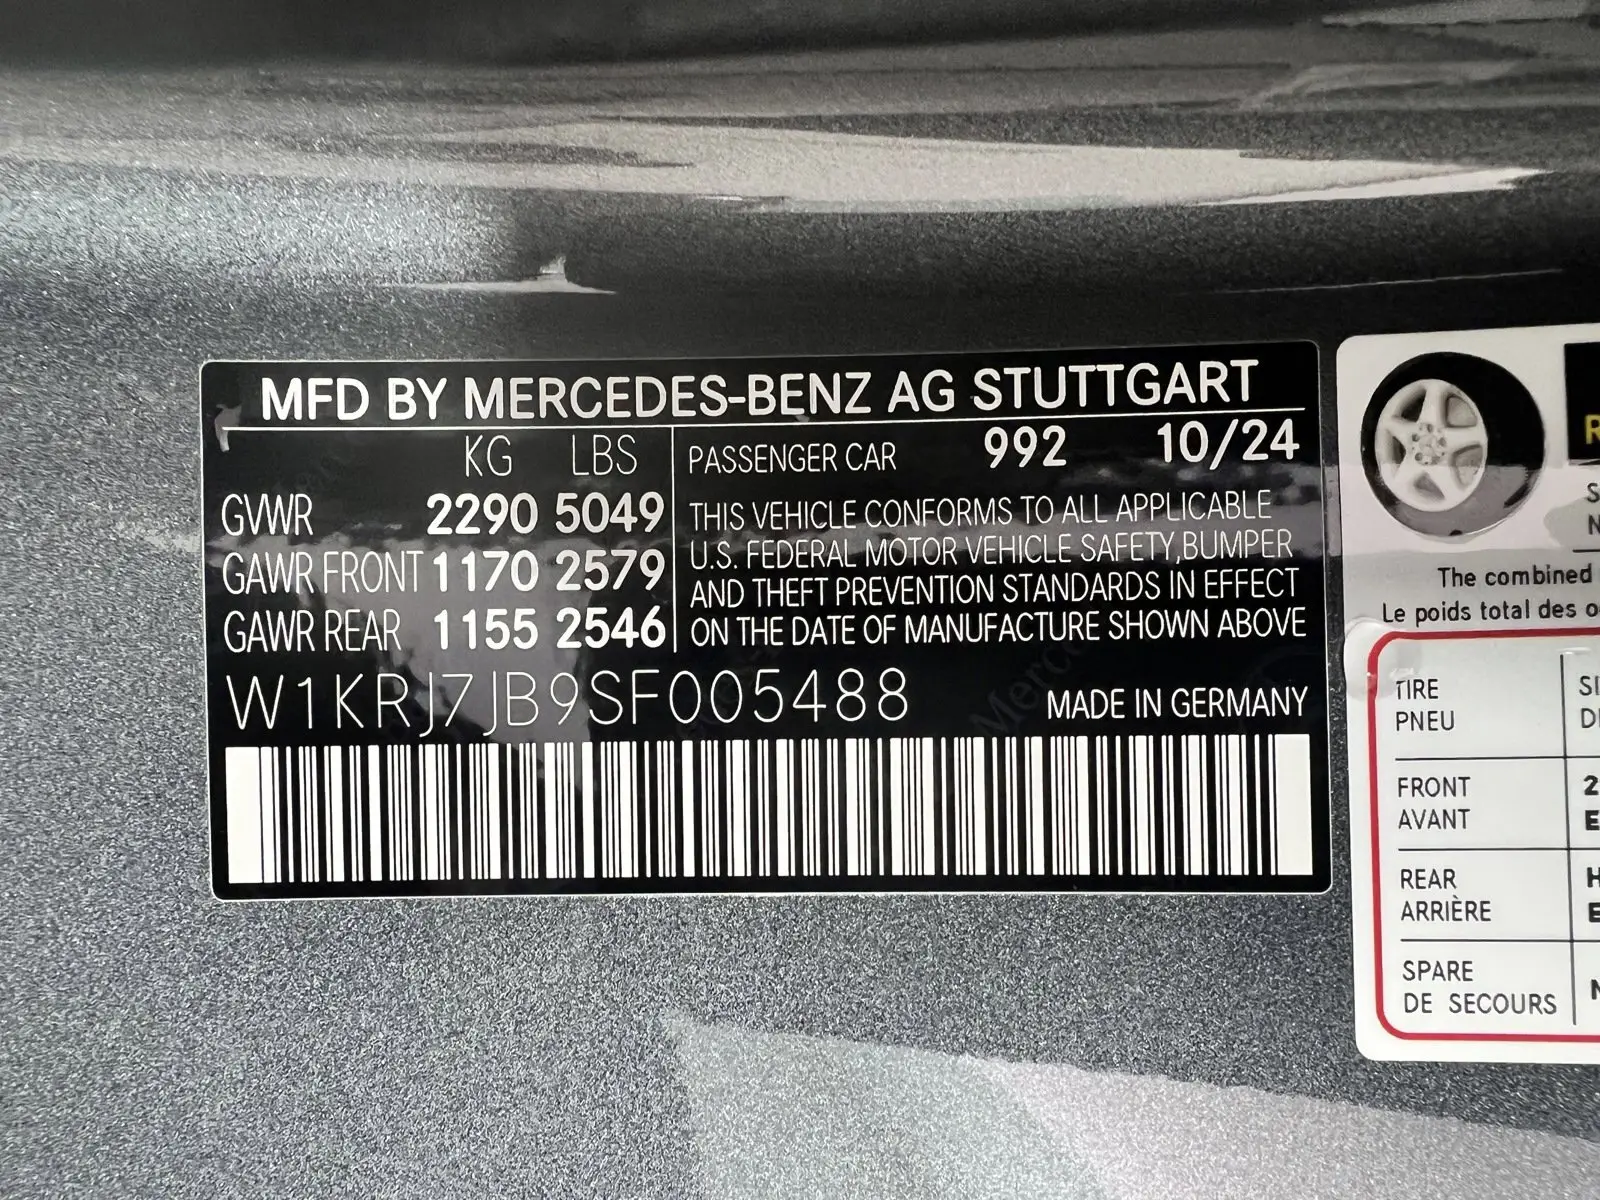 MFD BY MERCEDES-BENZ AG STUTTGART
KG LBS
GVWR 2290 5049
GAWR FRONT 1170 2579
GAWR REAR 1155 2546
PASSENGER CAR 992 10/24
THIS VEHICLE CONFORMS TO ALL APPLICABLE
U.S. FEDERAL MOTOR VEHICLE SAFETY,BUMPER
AND THEFT PREVENTION STANDARDS IN EFFECT
ON THE DATE OF MANUFACTURE SHOWN ABOVE
W1KRJ7JB9SF005488
MADE IN GERMANY
The combined
Le poids total des
TIRE
PNEU
FRONT
AVANT
REAR
ARRIÈRE
SPARE
DE SECOURS